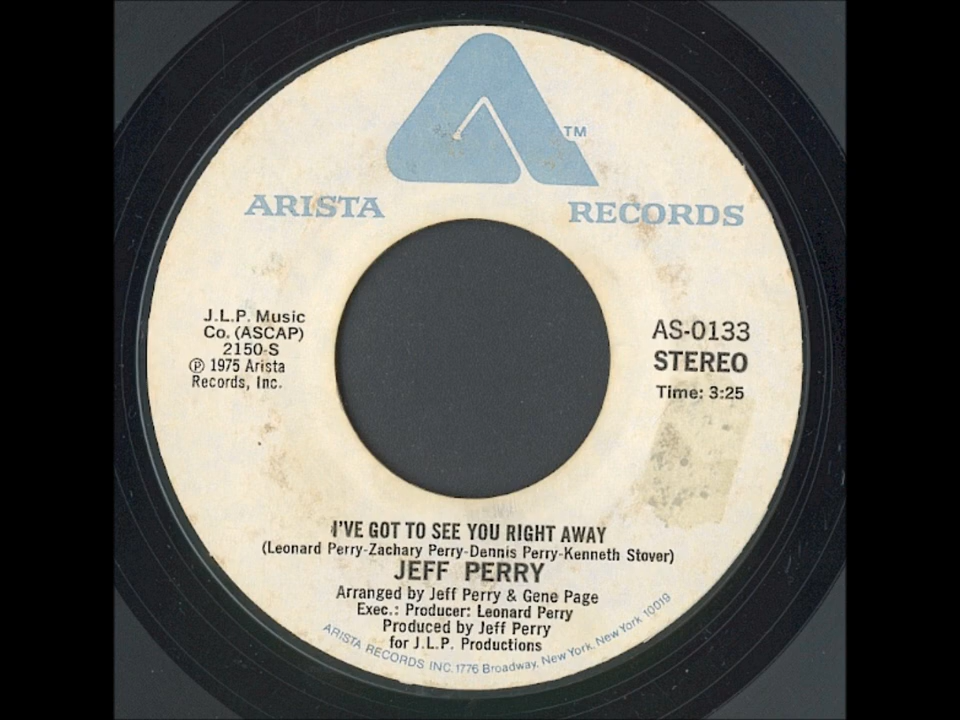 TM
ARISTA RECORDS
J.L.P. Music
Co. (ASCAP)
2150-S
Ⓟ 1975 Arista
Records, Inc.
AS-0133
STEREO
Time: 3:25
I'VE GOT TO SEE YOU RIGHT AWAY
(Leonard Perry-Zachary Perry-Dennis Perry-Kenneth Stover)
JEFF PERRY
Arranged by Jeff Perry & Gene Page
Exec.: Producer: Leonard Perry
Produced by Jeff Perry
for J.L.P. Productions
ARISTA RECORDS INC. 1776 Broadway, New York, New York 10019